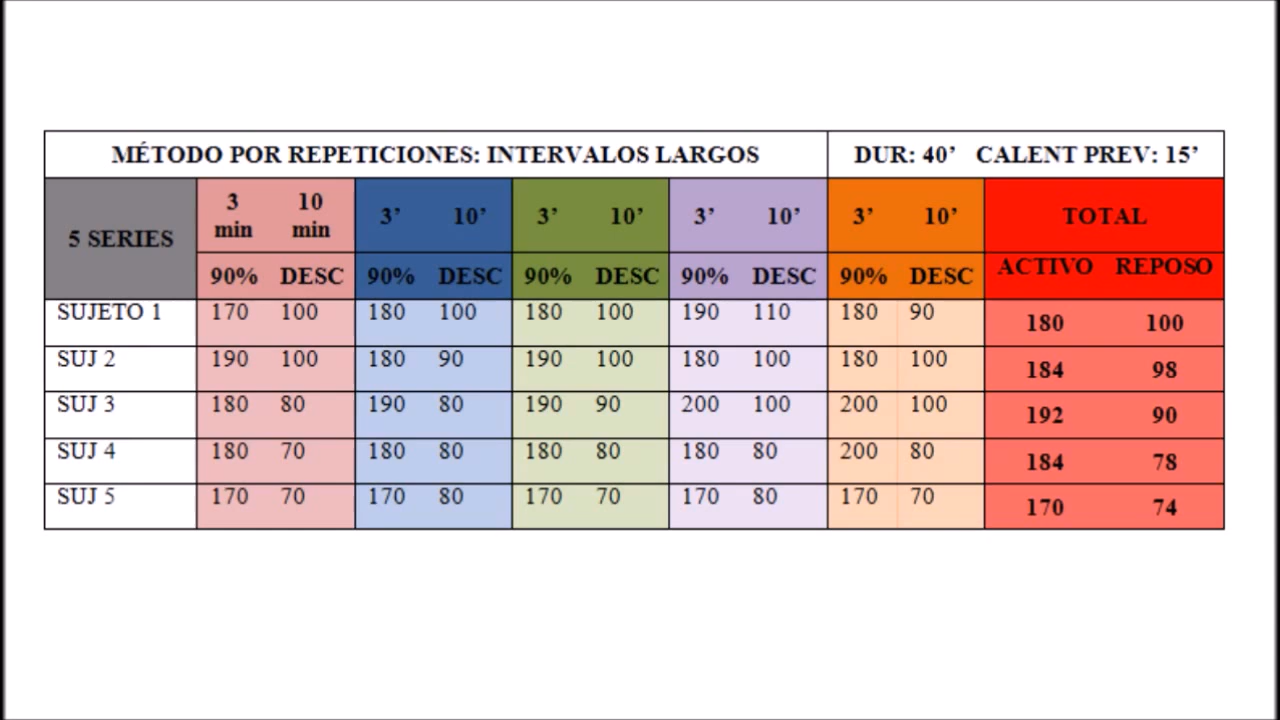 MÉTODO POR REPETICIONES: INTERVALOS LARGOS DUR: 40’ CALENT PREV: 15’
5 SERIES 3 min 10 min 3’ 10’ 3’ 10’ 3’ 10’ 3’ 10’ TOTAL
90% DESC 90% DESC 90% DESC 90% DESC 90% DESC ACTIVO REPOSO
SUJETO 1 170 100 180 100 180 100 190 110 180 90 180 100
SUJ 2 190 100 180 90 190 100 180 100 180 100 184 98
SUJ 3 180 80 190 80 190 90 200 100 200 100 192 90
SUJ 4 180 70 180 80 180 80 180 80 200 80 184 78
SUJ 5 170 70 170 80 170 70 170 80 170 70 170 74